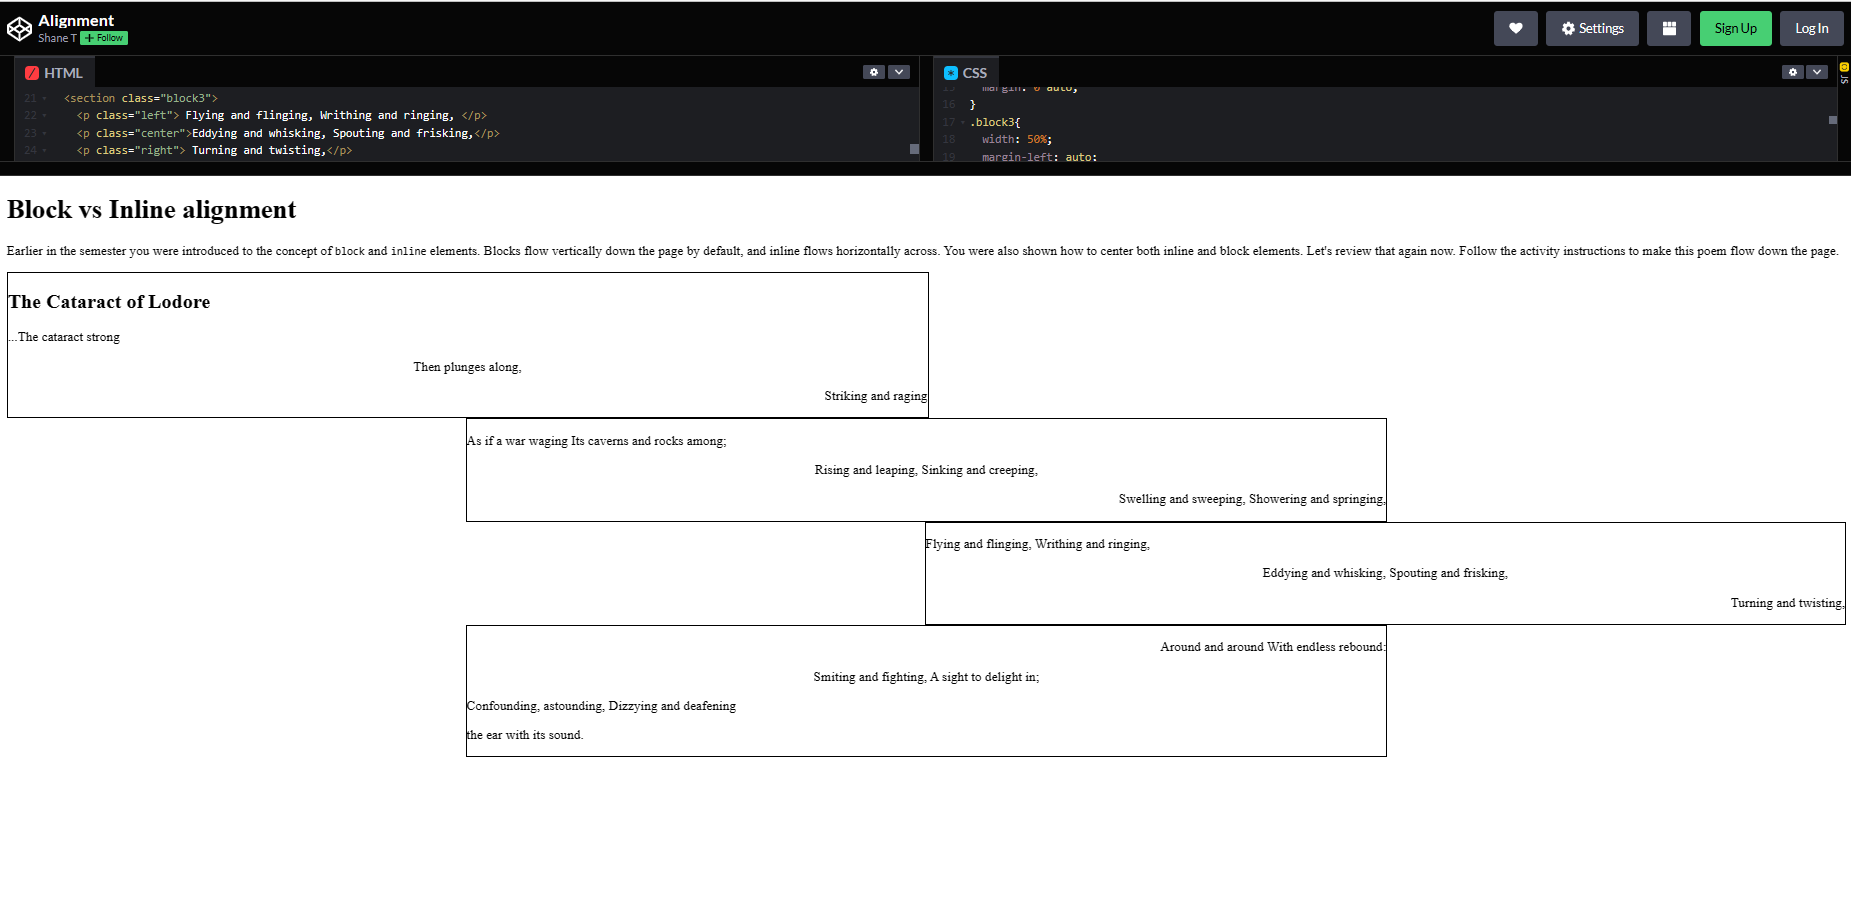 Alignment
Shane T + Follow
Settings
Sign Up
Log In
HTML
21 <section class="block3">
22 <p class="left"> Flying and flinging, Writhing and ringing, </p>
23 <p class="center">Eddying and whisking, Spouting and frisking,</p>
24 <p class="right"> Turning and twisting,</p>
CSS
15 margin: 0 auto;
16 }
17 .block3{
18 width: 50%;
19 margin-left: auto;
JS
Block vs Inline alignment
Earlier in the semester you were introduced to the concept of block and inline elements. Blocks flow vertically down the page by default, and inline flows horizontally across. You were also shown how to center both inline and block elements. Let's review that again now. Follow the activity instructions to make this poem flow down the page.
The Cataract of Lodore
...The cataract strong
Then plunges along,
Striking and raging
As if a war waging Its caverns and rocks among;
Rising and leaping, Sinking and creeping,
Swelling and sweeping, Showering and springing,
Flying and flinging, Writhing and ringing,
Eddying and whisking, Spouting and frisking,
Turning and twisting,
Around and around With endless rebound:
Smiting and fighting, A sight to delight in;
Confounding, astounding, Dizzying and deafening
the ear with its sound.